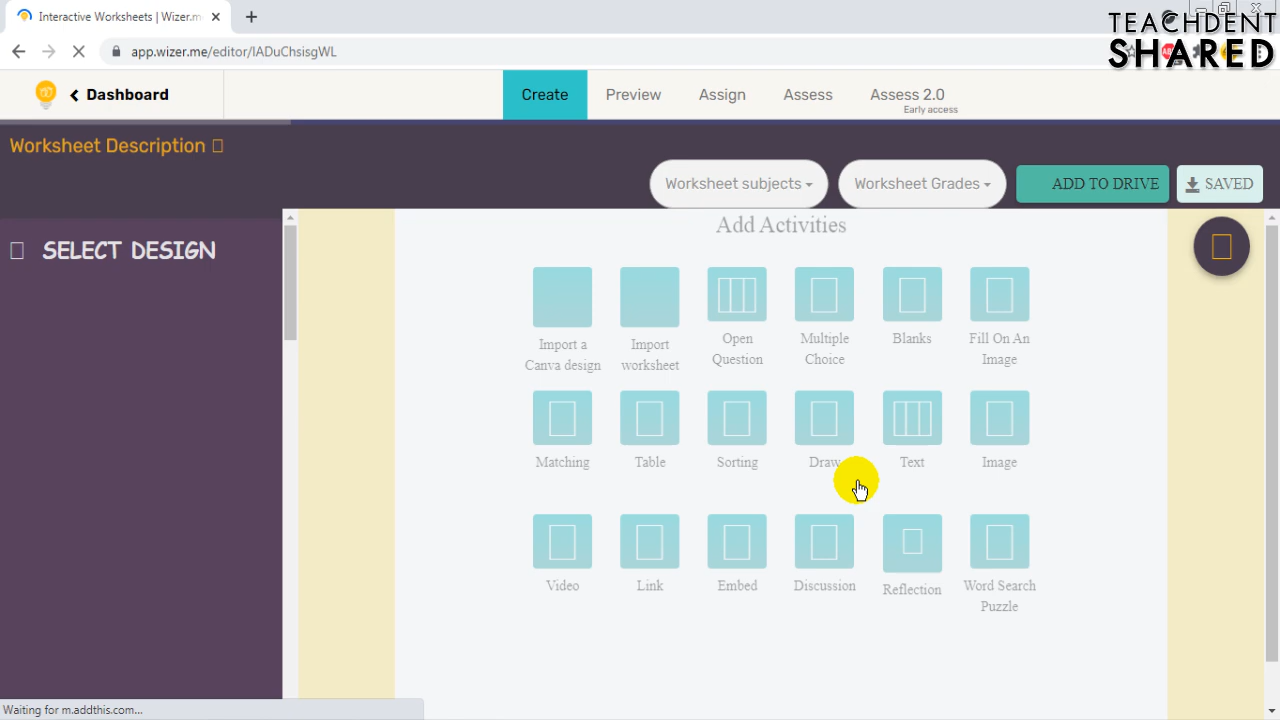 Interactive Worksheets | Wizer.m
TEACHDENT
SHARED
app.wizer.me/editor/IADuChsisgWL
Dashboard
Create
Preview
Assign
Assess
Assess 2.0
Early access
Worksheet Description
Worksheet subjects
Worksheet Grades
ADD TO DRIVE
SAVED
SELECT DESIGN
Add Activities
Import a
Canva design
Import
worksheet
Open
Question
Multiple
Choice
Blanks
Fill On An
Image
Matching
Table
Sorting
Draw
Text
Image
Video
Link
Embed
Discussion
Reflection
Word Search
Puzzle
Waiting for m.addthis.com...